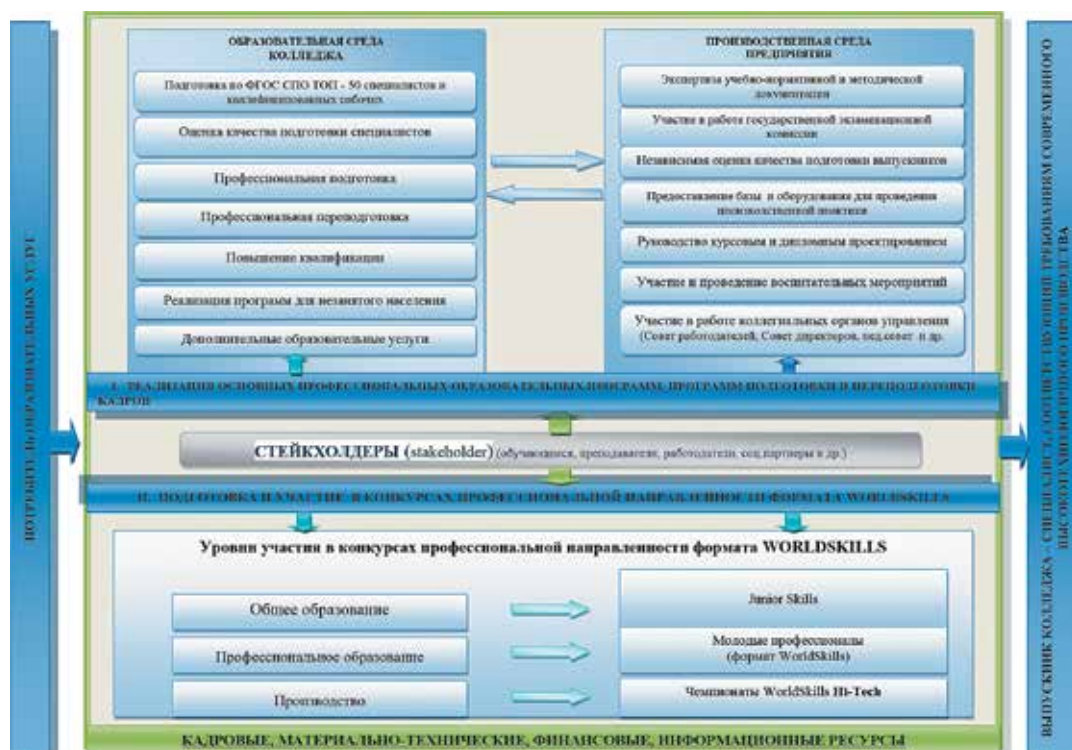 ПОТРЕБИТЕЛЬ ОБРАЗОВАТЕЛЬНЫХ УСЛУГ
ОБРАЗОВАТЕЛЬНАЯ СРЕДА
КОЛЛЕДЖА
Подготовка по ФГОС СПО ТОП - 50 специалистов и
квалифицированных рабочих
Оценка качества подготовки специалистов
Профессиональная подготовка
Профессиональная переподготовка
Повышение квалификации
Реализация программ для незанятого населения
Дополнительные образовательные услуги
ПРОИЗВОДСТВЕННАЯ СРЕДА
ПРЕДПРИЯТИЯ
Экспертиза учебно-нормативной и методической
документации
Участие в работе государственной экзаменационной
комиссии
Независимая оценка качества подготовки выпускников
Предоставление базы и оборудования для проведения
производственной практики
Руководство курсовым и дипломным проектированием
Участие и проведение воспитательных мероприятий
Участие в работе коллегиальных органов управления
(Совет работодателей, Совет директоров, пед.совет и др.
I. РЕАЛИЗАЦИЯ ОСНОВНЫХ ПРОФЕССИОНАЛЬНЫХ ОБРАЗОВАТЕЛЬНЫХ ПРОГРАММ, ПРОГРАММ ПОДГОТОВКИ И ПЕРЕПОДГОТОВКИ
КАДРОВ
СТЕЙКХОЛДЕРЫ (stakeholder) (обучающиеся, преподаватели, работодатели, соц.партнеры и др.)
II. ПОДГОТОВКА И УЧАСТИЕ В КОНКУРСАХ ПРОФЕССИОНАЛЬНОЙ НАПРАВЛЕННОСТИ ФОРМАТА WORLDSKILLS
Уровни участия в конкурсах профессиональной направленности формата WORLDSKILLS
Общее образование
Junior Skills
Профессиональное образование
Молодые профессионалы
(формат WorldSkills)
Производство
Чемпионаты WorldSkills Hi-Tech
КАДРОВЫЕ, МАТЕРИАЛЬНО-ТЕХНИЧЕСКИЕ, ФИНАНСОВЫЕ, ИНФОРМАЦИОННЫЕ РЕСУРСЫ
ВЫПУСКНИК КОЛЛЕДЖА – СПЕЦИАЛИСТ, СООТВЕТСТВУЮЩИЙ ТРЕБОВАНИЯМ СОВРЕМЕННОГО
ВЫСОКОТЕХНОЛОГИЧНОГО ПРОИЗВОДСТВА